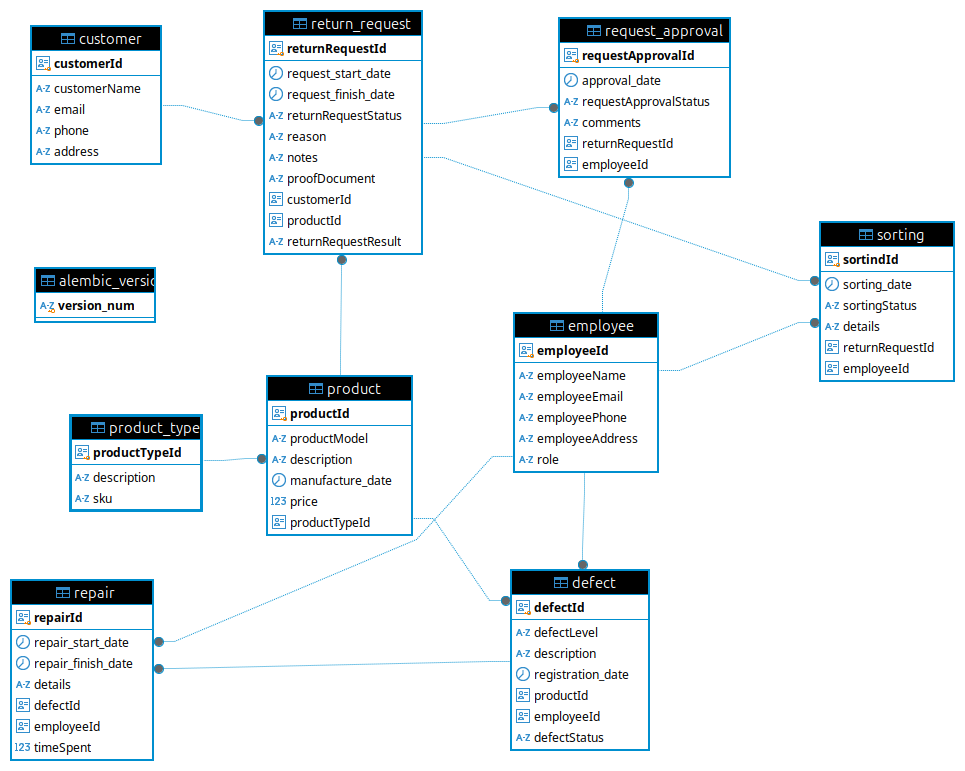 customer
customerId
customerName
email
phone
address
return_request
returnRequestId
request_start_date
request_finish_date
returnRequestStatus
reason
notes
proofDocument
customerId
productId
returnRequestResult
request_approval
requestApprovalId
approval_date
requestApprovalStatus
comments
returnRequestId
employeeId
sorting
sortindId
sorting_date
sortingStatus
details
returnRequestId
employeeId
alembic_versio
version_num
employee
employeeId
employeeName
employeeEmail
employeePhone
employeeAddress
role
product
productId
productModel
description
manufacture_date
123 price
productTypeId
product_type
productTypeId
description
sku
repair
repairId
repair_start_date
repair_finish_date
details
defectId
employeeId
123 timeSpent
defect
defectId
defectLevel
description
registration_date
productId
employeeId
defectStatus